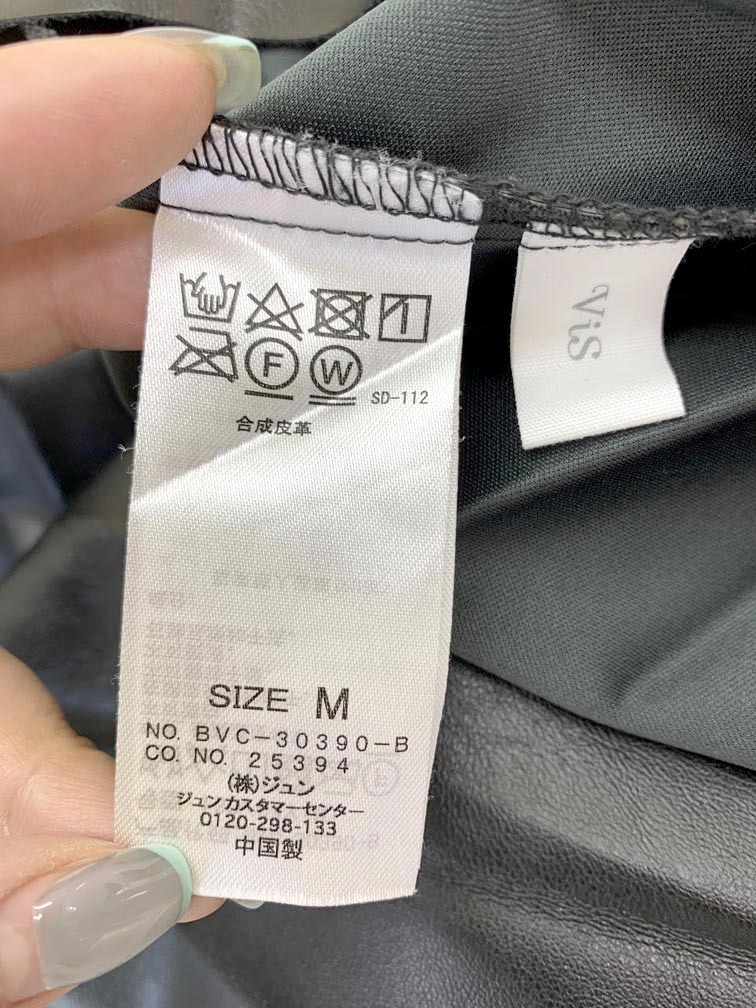 F W SD-112
合成皮革
SIZE M
NO. BVC-30390-B
CO. NO. 25394
(株)ジュン
ジュンカスタマーセンター
0120-298-133
中国製
ViS